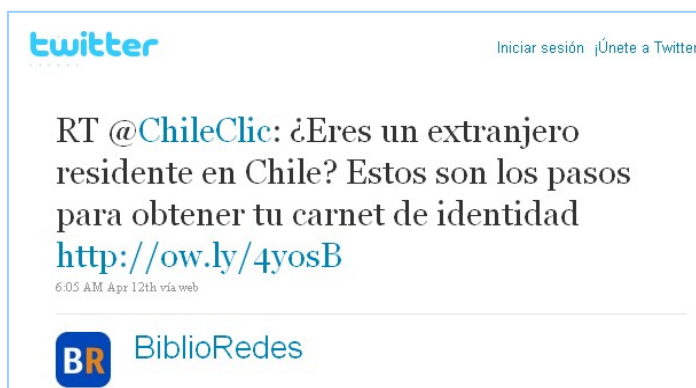 twitter
Iniciar sesión ¡Únete a Twitter
RT @ChileClic: ¿Eres un extranjero
residente en Chile? Estos son los pasos
para obtener tu carnet de identidad
http://ow.ly/4yosB
6:05 AM Apr 12th vía web
BR
BiblioRedes